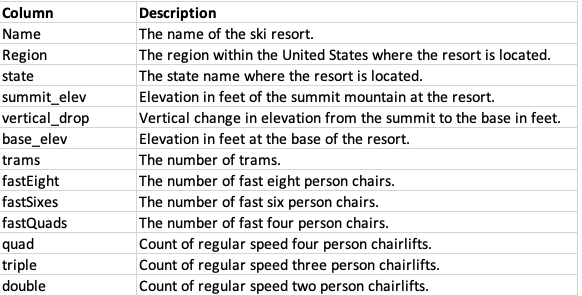 Column Description
Name The name of the ski resort.
Region The region within the United States where the resort is located.
state The state name where the resort is located.
summit_elev Elevation in feet of the summit mountain at the resort.
vertical_drop Vertical change in elevation from the summit to the base in feet.
base_elev Elevation in feet at the base of the resort.
trams The number of trams.
fastEight The number of fast eight person chairs.
fastSixes The number of fast six person chairs.
fastQuads The number of fast four person chairs.
quad Count of regular speed four person chairlifts.
triple Count of regular speed three person chairlifts.
double Count of regular speed two person chairlifts.